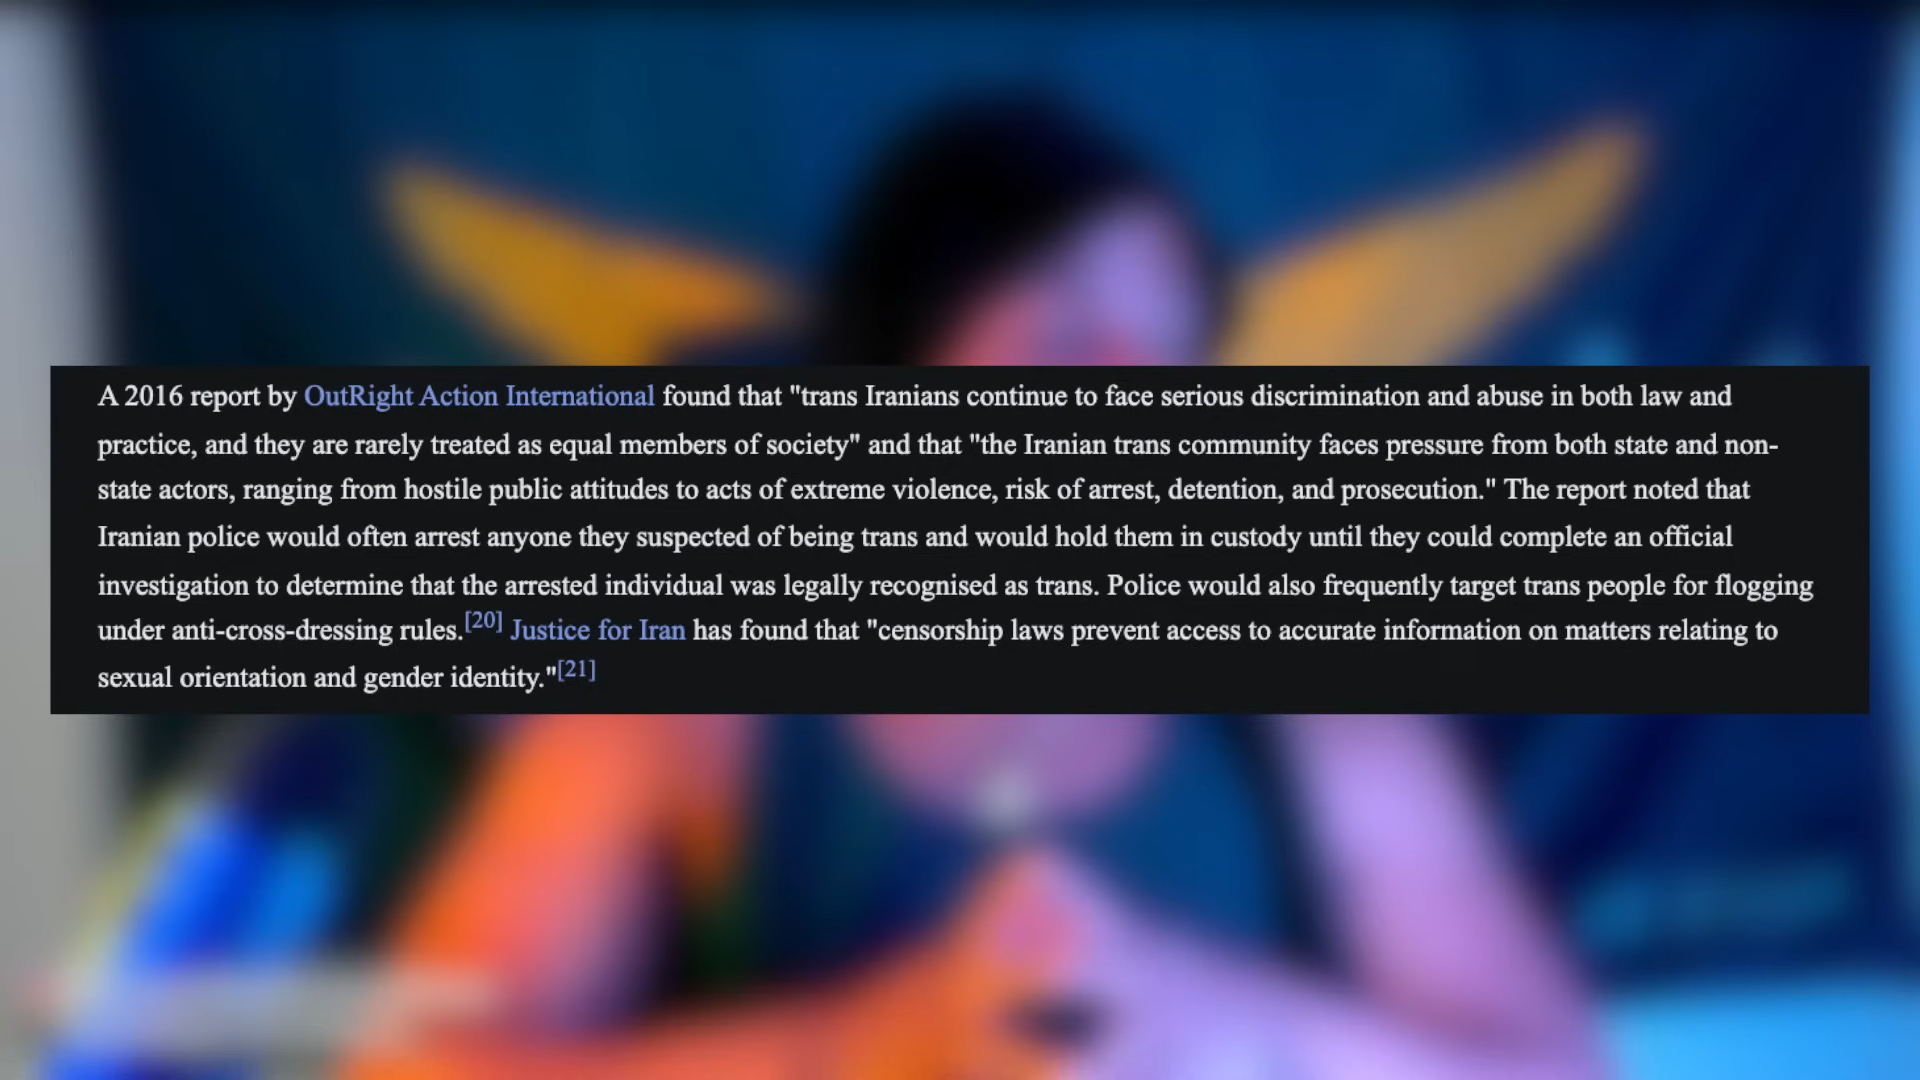 A 2016 report by OutRight Action International found that "trans Iranians continue to face serious discrimination and abuse in both law and
practice, and they are rarely treated as equal members of society" and that "the Iranian trans community faces pressure from both state and non-
state actors, ranging from hostile public attitudes to acts of extreme violence, risk of arrest, detention, and prosecution." The report noted that
Iranian police would often arrest anyone they suspected of being trans and would hold them in custody until they could complete an official
investigation to determine that the arrested individual was legally recognised as trans. Police would also frequently target trans people for flogging
under anti-cross-dressing rules.[20] Justice for Iran has found that "censorship laws prevent access to accurate information on matters relating to
sexual orientation and gender identity."[21]